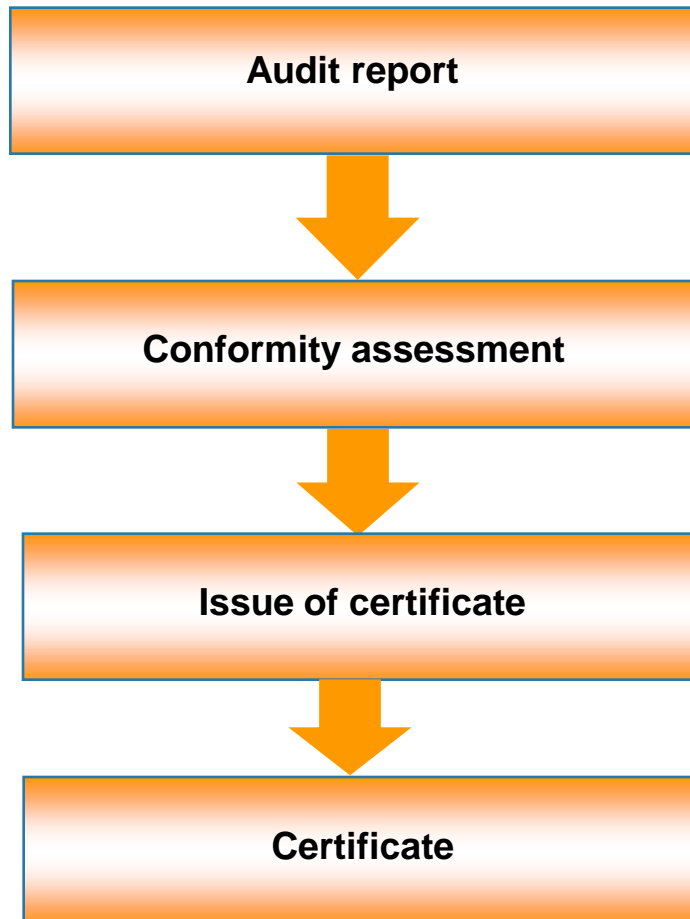 Audit report
Conformity assessment
Issue of certificate
Certificate